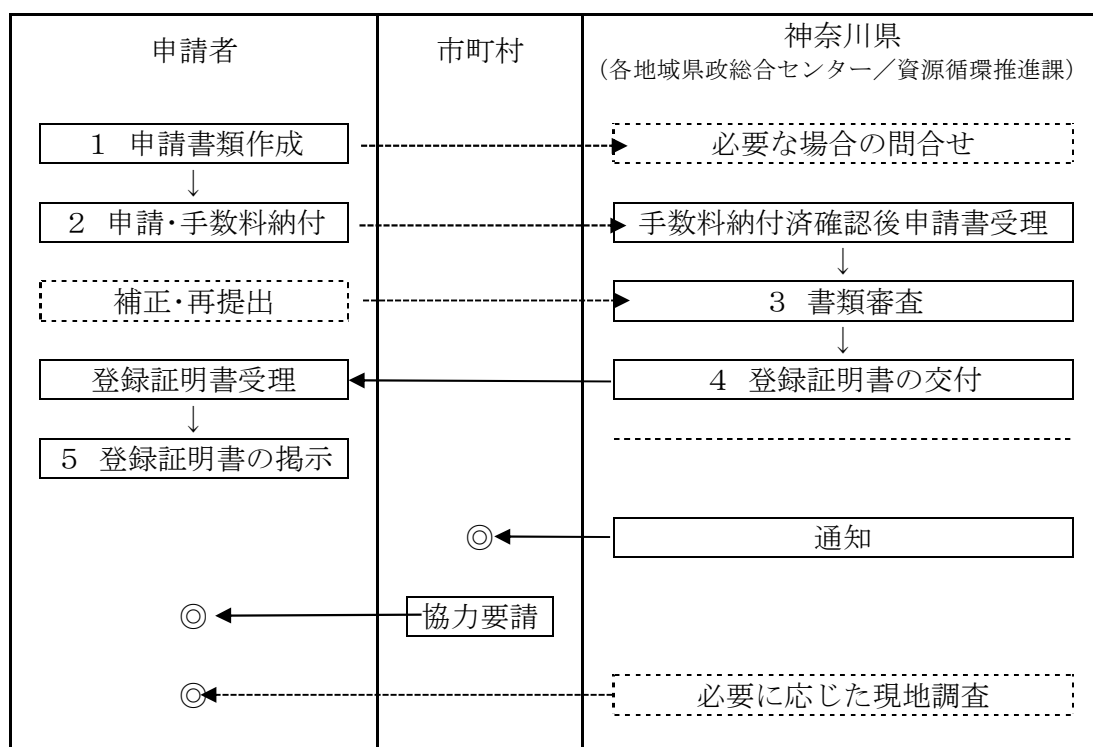 申請者
市町村
神奈川県
(各地域県政総合センター／資源循環推進課)
1 申請書類作成
必要な場合の問合せ
↓
2 申請・手数料納付
手数料納付済確認後申請書受理
↓
補正・再提出
3 書類審査
↓
登録証明書受理
4 登録証明書の交付
↓
5 登録証明書の掲示
◎
通知
◎
協力要請
◎
必要に応じた現地調査